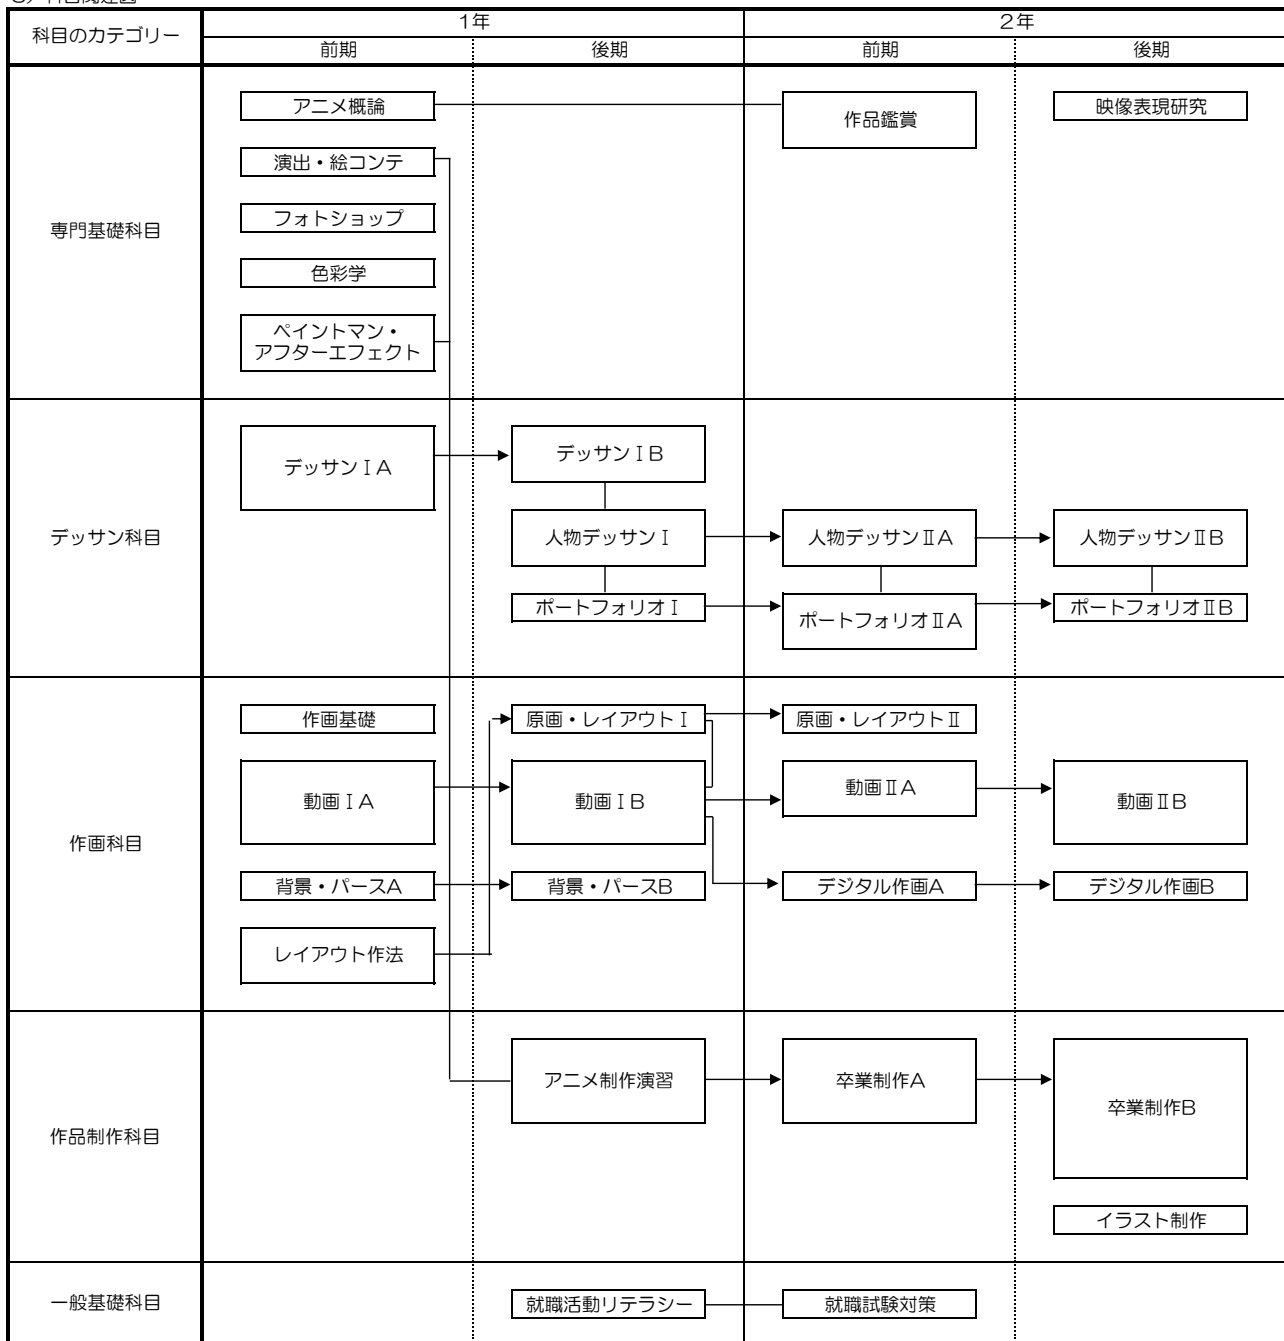 科目のカテゴリー
1年
2年
前期
後期
前期
後期
専門基礎科目
アニメ概論
作品鑑賞
映像表現研究
演出・絵コンテ
フォトショップ
色彩学
ペイントマン・
アフターエフェクト
デッサン科目
デッサンⅠA
デッサンⅠB
人物デッサンⅠ
人物デッサンⅡA
人物デッサンⅡB
ポートフォリオⅠ
ポートフォリオⅡA
ポートフォリオⅡB
作画科目
作画基礎
原画・レイアウトⅠ
原画・レイアウトⅡ
動画ⅠA
動画ⅠB
動画ⅡA
動画ⅡB
背景・パースA
背景・パースB
デジタル作画A
デジタル作画B
レイアウト作法
作品制作科目
アニメ制作演習
卒業制作A
卒業制作B
イラスト制作
一般基礎科目
就職活動リテラシー
就職試験対策